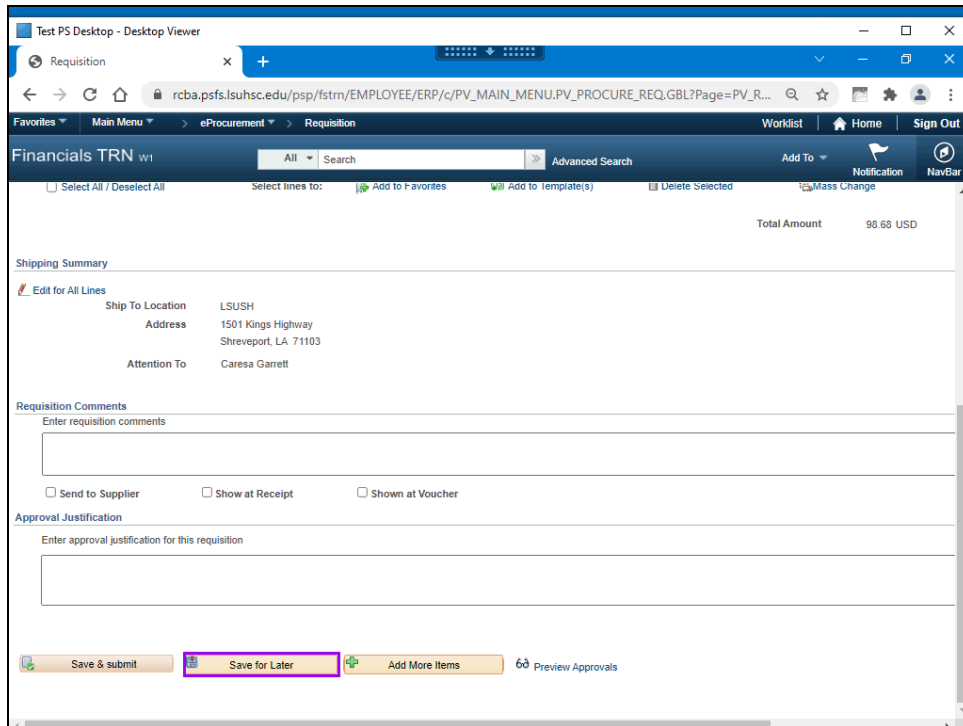 Test PS Desktop - Desktop Viewer
Requisition
rcba.psfs.lsuhsc.edu/psp/fstrn/EMPLOYEE/ERP/c/PV_MAIN_MENU.PV_PROCURE_REQ.GBL?Page=PV_R...
Favorites Main Menu > eProcurement > Requisition Worklist Home Sign Out
Financials TRN W1 All Search Advanced Search Add To Notification NavBar
Select All / Deselect All Select lines to: Add to Favorites Add to Template(s) Delete Selected Mass Change
Total Amount 98.68 USD
Shipping Summary
Edit for All Lines
Ship To Location LSUSH
Address 1501 Kings Highway
Shreveport, LA 71103
Attention To Caresa Garrett
Requisition Comments
Enter requisition comments
Send to Supplier Show at Receipt Shown at Voucher
Approval Justification
Enter approval justification for this requisition
Save & submit Save for Later Add More Items Preview Approvals